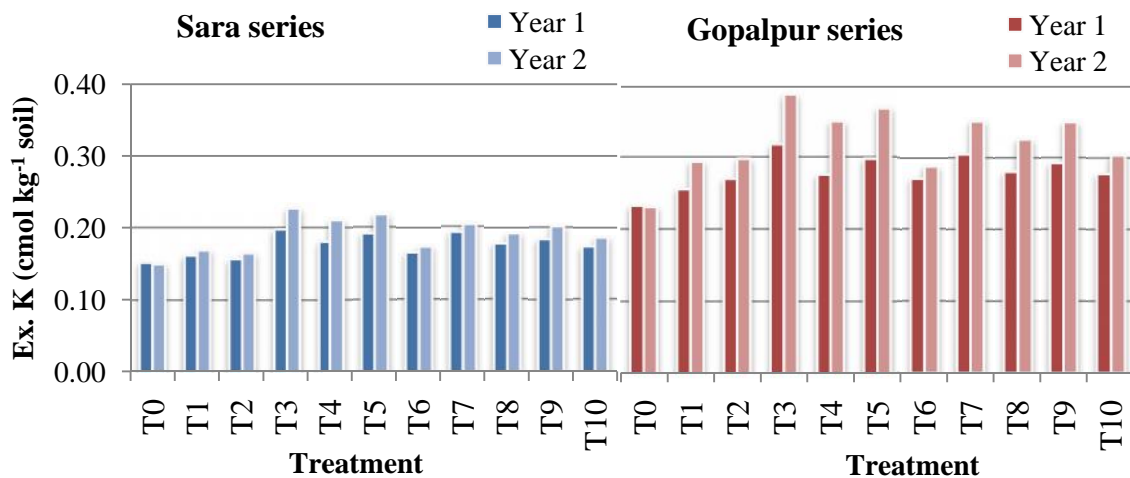 Sara series
Year 1
Year 2
Gopalpur series
Year 1
Year 2
Ex. K (cmol kg⁻¹ soil)
0.40
0.30
0.20
0.10
0.00
T0 T1 T2 T3 T4 T5 T6 T7 T8 T9 T10
Treatment
T0 T1 T2 T3 T4 T5 T6 T7 T8 T9 T10
Treatment